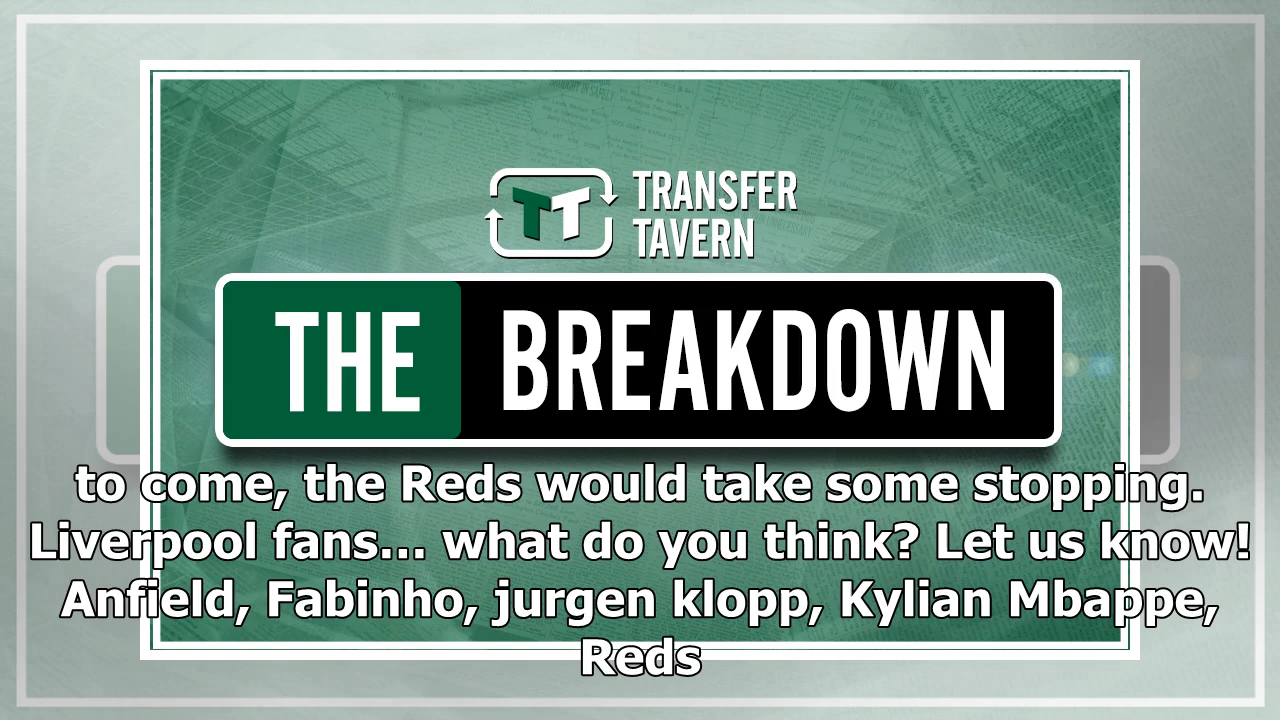 TT
TRANSFER
TAVERN
THE BREAKDOWN
to come, the Reds would take some stopping.
Liverpool fans... what do you think? Let us know!
Anfield, Fabinho, jurgen klopp, Kylian Mbappe,
Reds